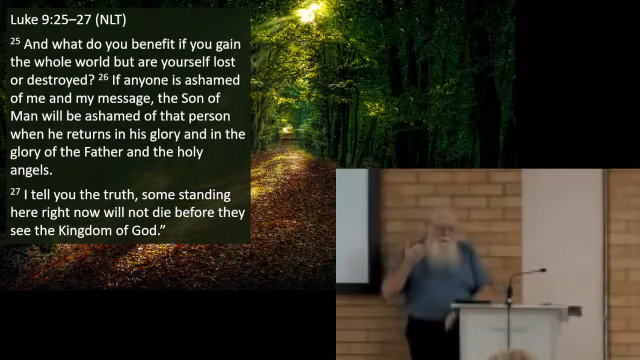 Luke 9:25–27 (NLT)
25 And what do you benefit if you gain
the whole world but are yourself lost
or destroyed? 26 If anyone is ashamed
of me and my message, the Son of
Man will be ashamed of that person
when he returns in his glory and in the
glory of the Father and the holy
angels.
27 I tell you the truth, some standing
here right now will not die before they
see the Kingdom of God.”